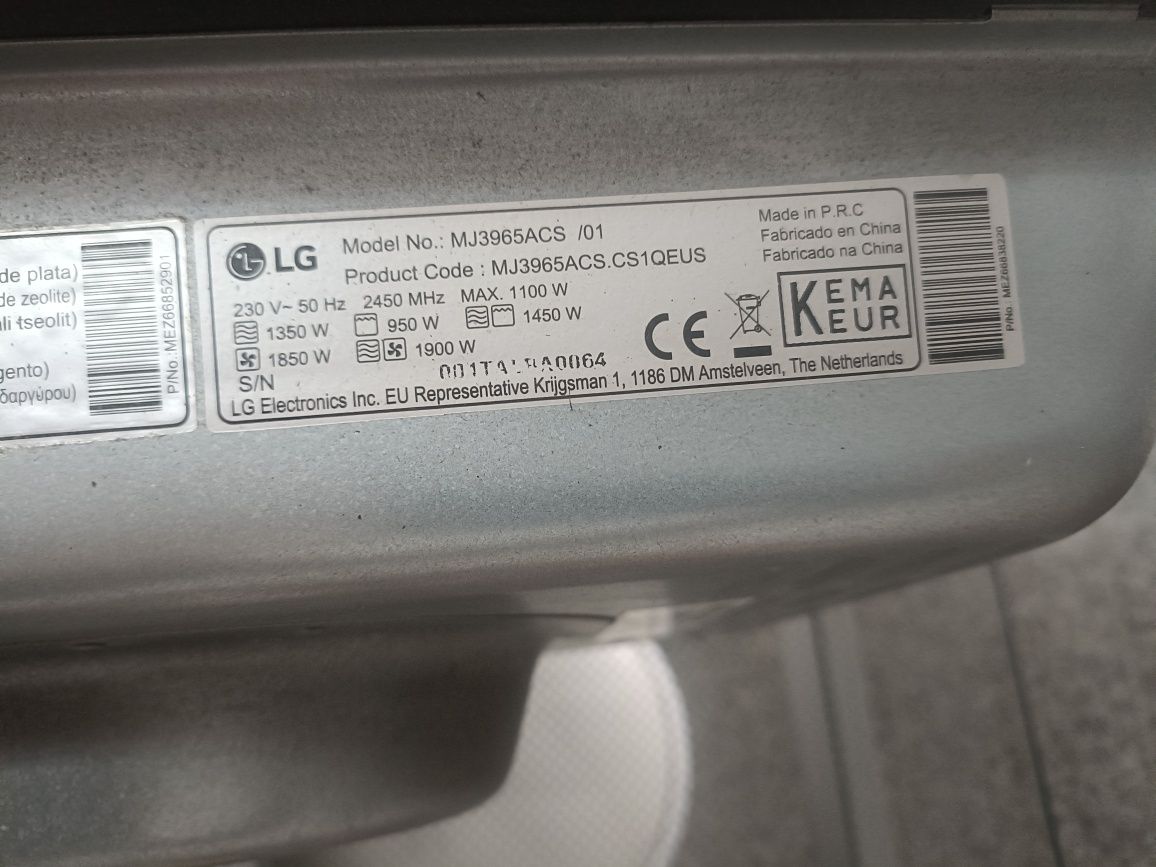 de plata)
de zeolite)
li tseolit)
gento)
δαργύρου)
P/No.:MEZ66852901
LG
Model No.: MJ3965ACS /01
Product Code : MJ3965ACS.CS1QEUS
230 V~ 50 Hz 2450 MHz MAX. 1100 W
1350 W 950 W 1450 W
1850 W 1900 W
S/N
LG Electronics Inc. EU Representative Krijgsman 1, 1186 DM Amstelveen, The Netherlands
Made in P.R.C
Fabricado en China
Fabricado na China
CE
KEMA
KEUR
P/No.: MEZ66838220